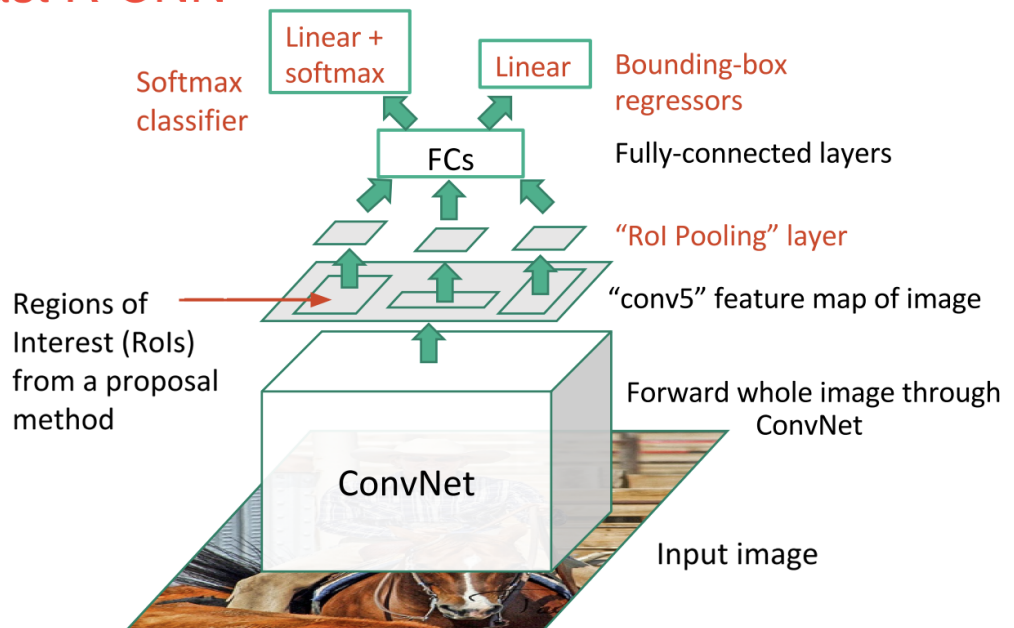 Linear +
softmax
Linear
Softmax
classifier
Bounding-box
regressors
FCs
Fully-connected layers
“RoI Pooling” layer
Regions of
Interest (RoIs)
from a proposal
method
“conv5” feature map of image
Forward whole image through
ConvNet
ConvNet
Input image